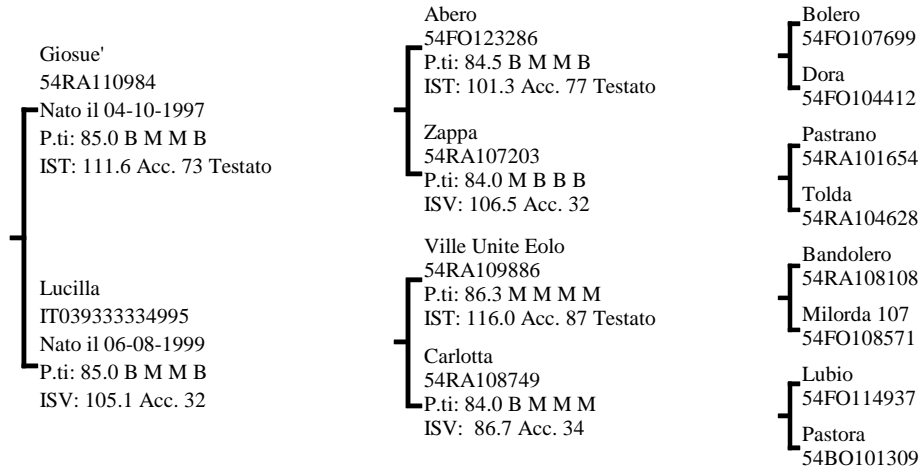 Giosue'
54RA110984
Nato il 04-10-1997
P.ti: 85.0 B M M B
IST: 111.6 Acc. 73 Testato
Lucilla
IT039333334995
Nato il 06-08-1999
P.ti: 85.0 B M M B
ISV: 105.1 Acc. 32
Abero
54FO123286
P.ti: 84.5 B M M B
IST: 101.3 Acc. 77 Testato
Zappa
54RA107203
P.ti: 84.0 M B B B
ISV: 106.5 Acc. 32
Ville Unite Eolo
54RA109886
P.ti: 86.3 M M M M
IST: 116.0 Acc. 87 Testato
Carlotta
54RA108749
P.ti: 84.0 B M M M
ISV: 86.7 Acc. 34
Bolero
54FO107699
Dora
54FO104412
Pastrano
54RA101654
Tolda
54RA104628
Bandolero
54RA108108
Milorda 107
54FO108571
Lubio
54FO114937
Pastora
54BO101309